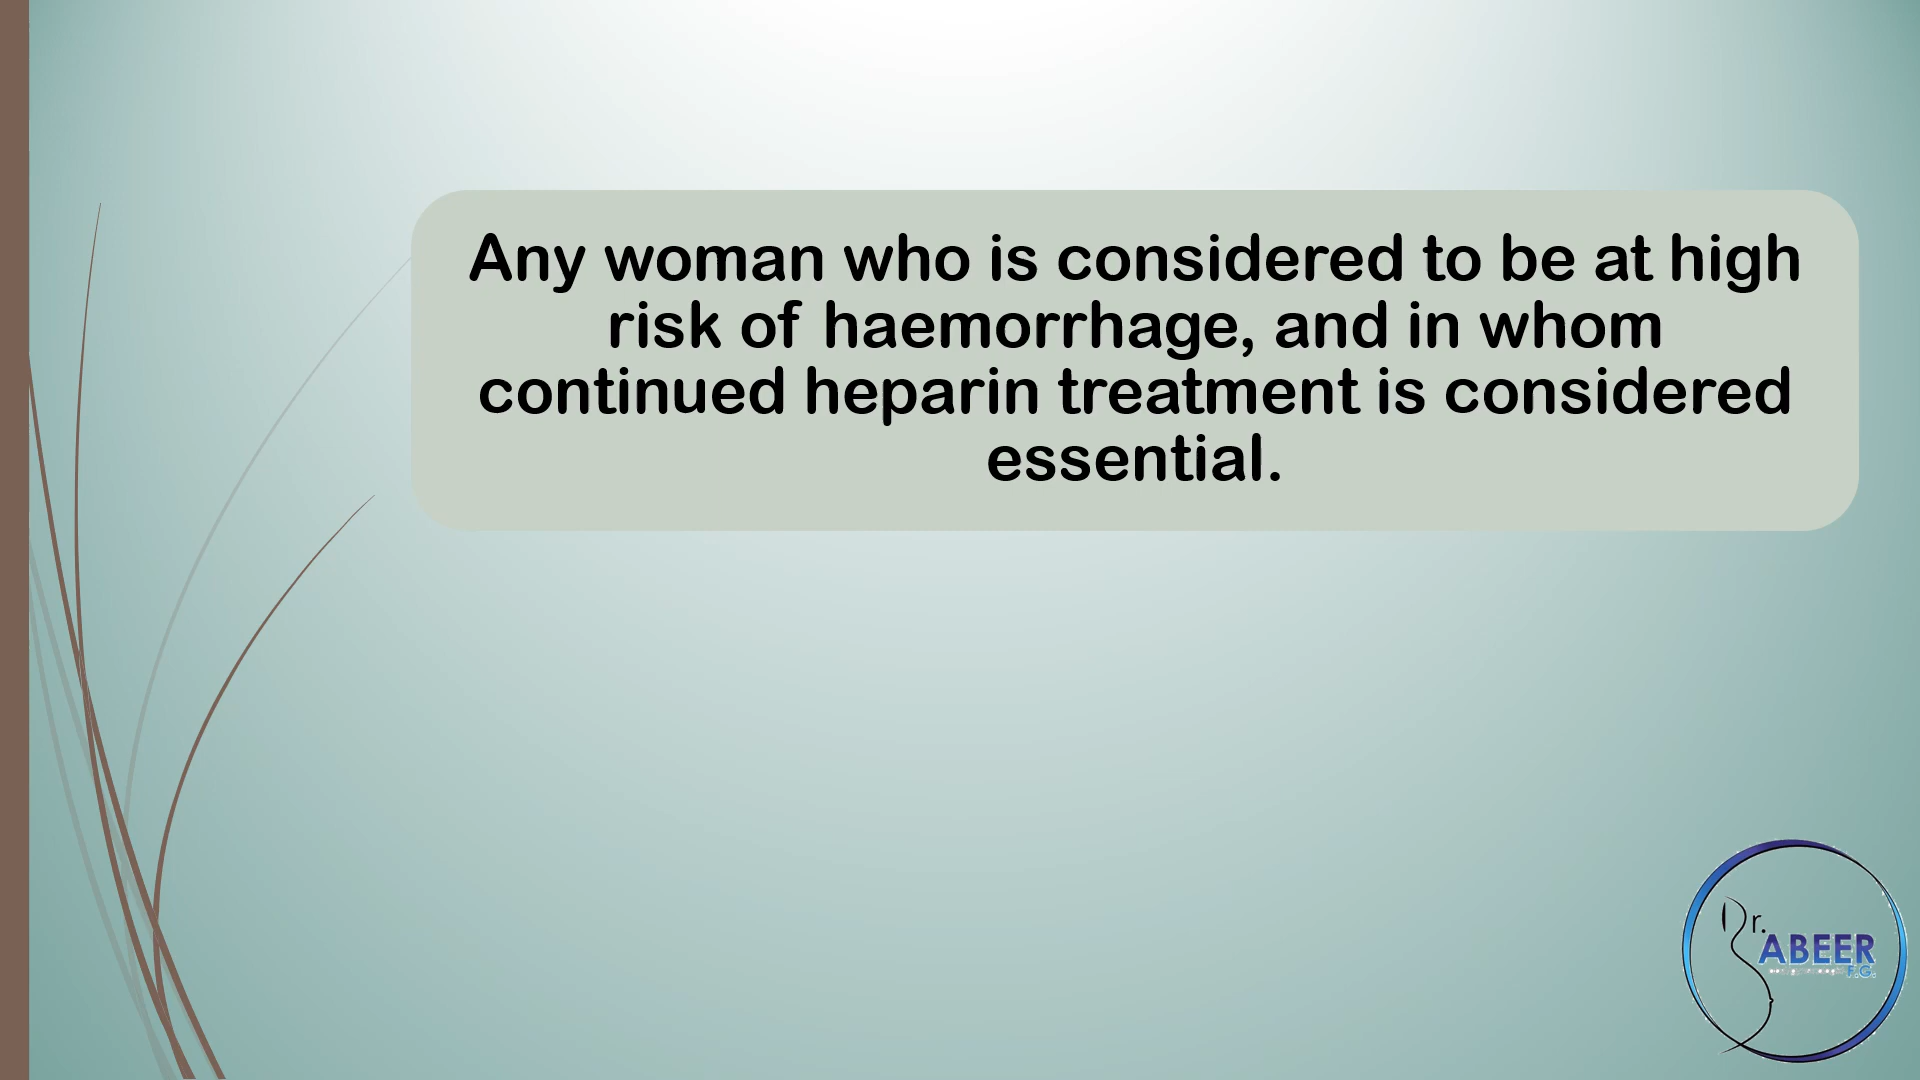 Any woman who is considered to be at high
risk of haemorrhage, and in whom
continued heparin treatment is considered
essential.
Dr.
ABEER
F.G.